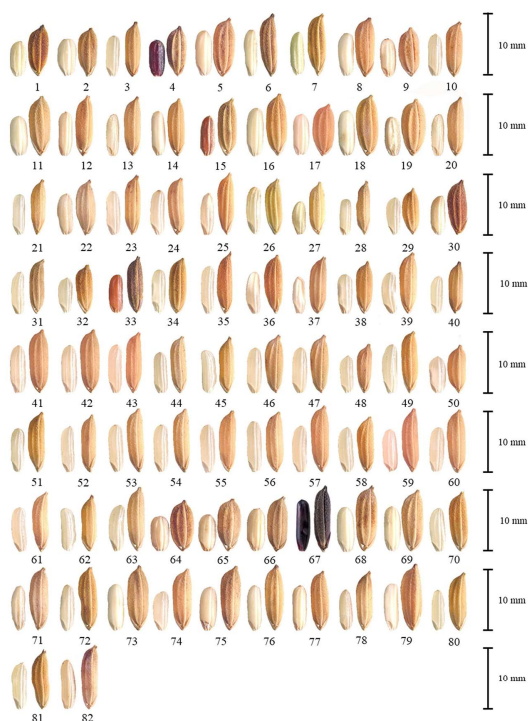 10 mm
1 2 3 4 5 6 7 8 9 10
10 mm
11 12 13 14 15 16 17 18 19 20
10 mm
21 22 23 24 25 26 27 28 29 30
10 mm
31 32 33 34 35 36 37 38 39 40
10 mm
41 42 43 44 45 46 47 48 49 50
10 mm
51 52 53 54 55 56 57 58 59 60
10 mm
61 62 63 64 65 66 67 68 69 70
10 mm
71 72 73 74 75 76 77 78 79 80
10 mm
81 82